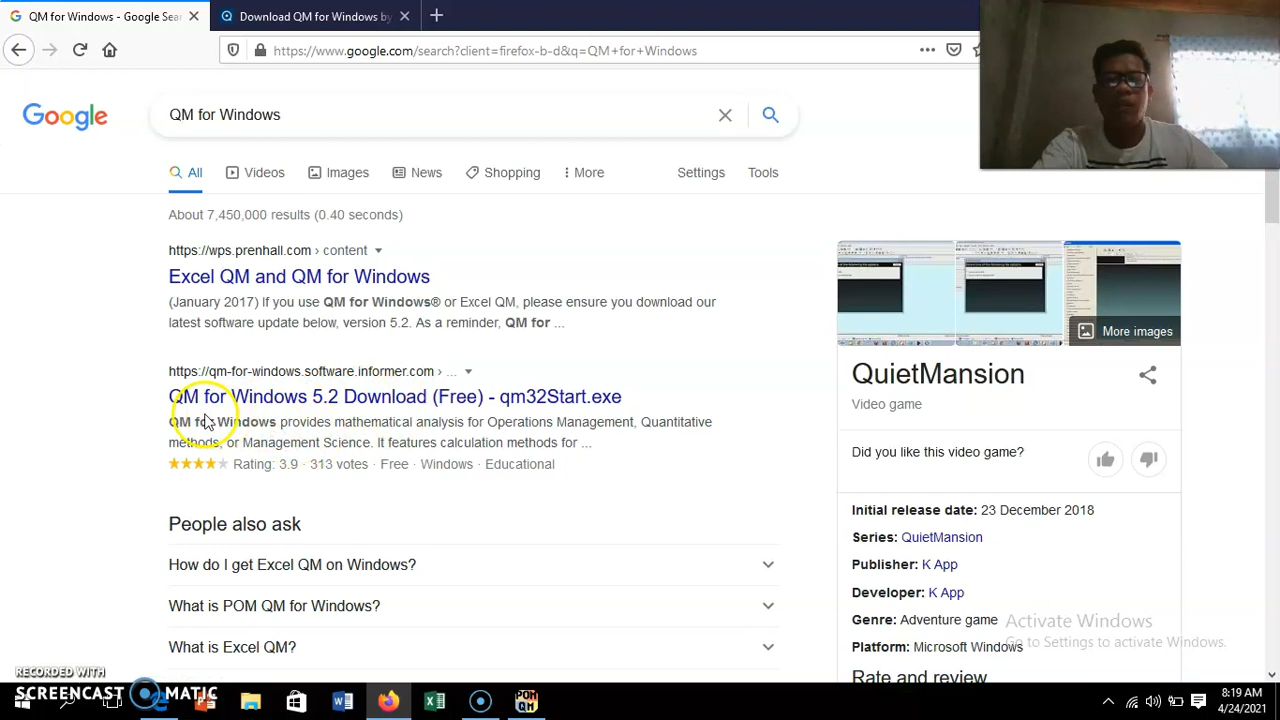 QM for Windows - Google Sear
Download QM for Windows by
https://www.google.com/search?client=firefox-b-d&q=QM+for+Windows
Google
QM for Windows
All
Videos
Images
News
Shopping
More
Settings
Tools
About 7,450,000 results (0.40 seconds)
https://wps.prenhall.com › content
Excel QM and QM for Windows
(January 2017) If you use QM for Windows® or Excel QM, please ensure you download our
latest software update below, version 5.2. As a reminder, QM for ...
https://qm-for-windows.software.informer.com › ...
QM for Windows 5.2 Download (Free) - qm32Start.exe
QM for Windows provides mathematical analysis for Operations Management, Quantitative
methods, or Management Science. It features calculation methods for ...
Rating: 3.9 · 313 votes · Free · Windows · Educational
People also ask
How do I get Excel QM on Windows?
What is POM QM for Windows?
What is Excel QM?
More images
QuietMansion
Video game
Did you like this video game?
Initial release date: 23 December 2018
Series: QuietMansion
Publisher: K App
Developer: K App
Genre: Adventure game
Platform: Microsoft Windows
Rate and review
Activate Windows
Go to Settings to activate Windows.
RECORDED WITH
SCREENCAST MATIC
POM
QM
8:19 AM
4/24/2021